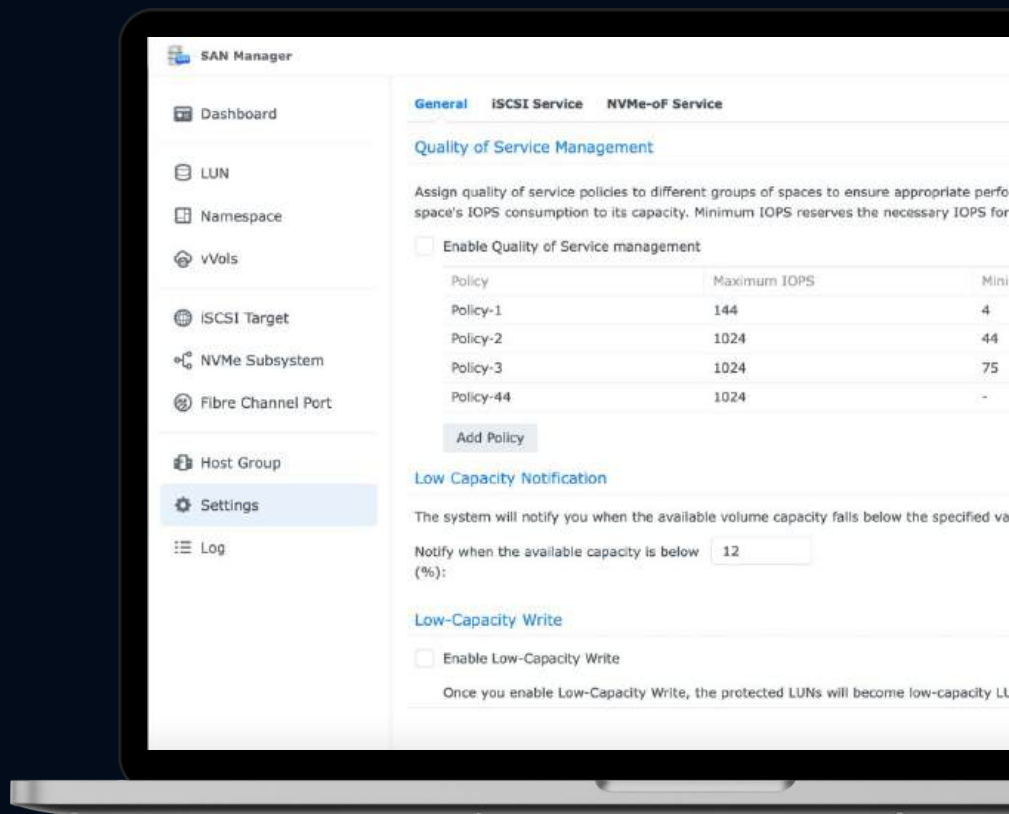 SAN Manager
Dashboard
LUN
Namespace
vVols
iSCSI Target
NVMe Subsystem
Fibre Channel Port
Host Group
Settings
Log
General iSCSI Service NVMe-oF Service
Quality of Service Management
Assign quality of service policies to different groups of spaces to ensure appropriate perfo
space's IOPS consumption to its capacity. Minimum IOPS reserves the necessary IOPS for
Enable Quality of Service management
Policy Maximum IOPS Mini
Policy-1 144 4
Policy-2 1024 44
Policy-3 1024 75
Policy-44 1024 -
Add Policy
Low Capacity Notification
The system will notify you when the available volume capacity falls below the specified va
Notify when the available capacity is below 12
(%):
Low-Capacity Write
Enable Low-Capacity Write
Once you enable Low-Capacity Write, the protected LUNs will become low-capacity LU